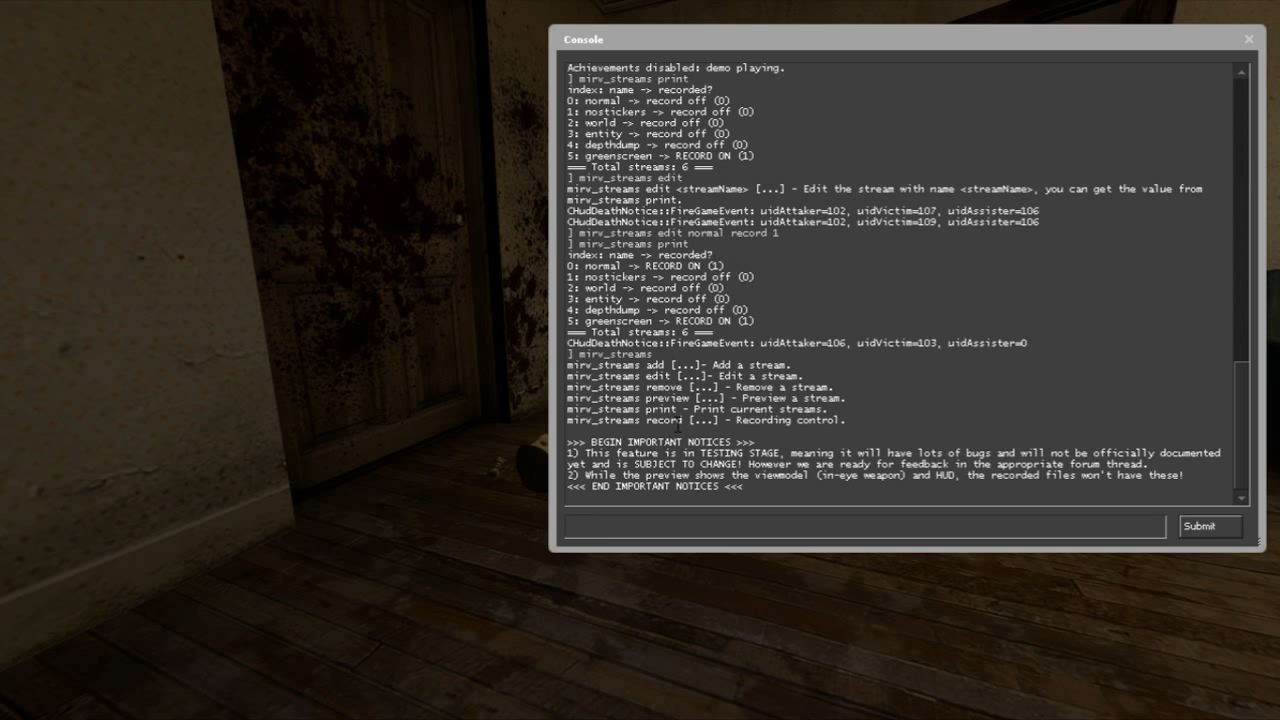 Console
Achievements disabled: demo playing.
] mirv_streams print
index: name -> recorded?
0: normal -> record off (0)
1: nostickers -> record off (0)
2: world -> record off (0)
3: entity -> record off (0)
4: depthdump -> record off (0)
5: greenscreen -> RECORD ON (1)
=== Total streams: 6 ===
] mirv_streams edit
mirv_streams edit <streamName> [...] - Edit the stream with name <streamName>, you can get the value from
mirv_streams print.
CHudDeathNotice::FireGameEvent: uidAttaker=102, uidVictim=107, uidAssister=106
CHudDeathNotice::FireGameEvent: uidAttaker=102, uidVictim=109, uidAssister=106
] mirv_streams edit normal record 1
] mirv_streams print
index: name -> recorded?
0: normal -> RECORD ON (1)
1: nostickers -> record off (0)
2: world -> record off (0)
3: entity -> record off (0)
4: depthdump -> record off (0)
5: greenscreen -> RECORD ON (1)
=== Total streams: 6 ===
CHudDeathNotice::FireGameEvent: uidAttaker=106, uidVictim=103, uidAssister=0
] mirv_streams
mirv_streams add [...]- Add a stream.
mirv_streams edit [...]- Edit a stream.
mirv_streams remove [...] - Remove a stream.
mirv_streams preview [...] - Preview a stream.
mirv_streams print - Print current streams.
mirv_streams record [...] - Recording control.
>>> BEGIN IMPORTANT NOTICES >>>
1) This feature is in TESTING STAGE, meaning it will have lots of bugs and will not be officially documented
yet and is SUBJECT TO CHANGE! However we are ready for feedback in the appropriate forum thread.
2) While the preview shows the viewmodel (in-eye weapon) and HUD, the recorded files won't have these!
<<< END IMPORTANT NOTICES <<<
Submit